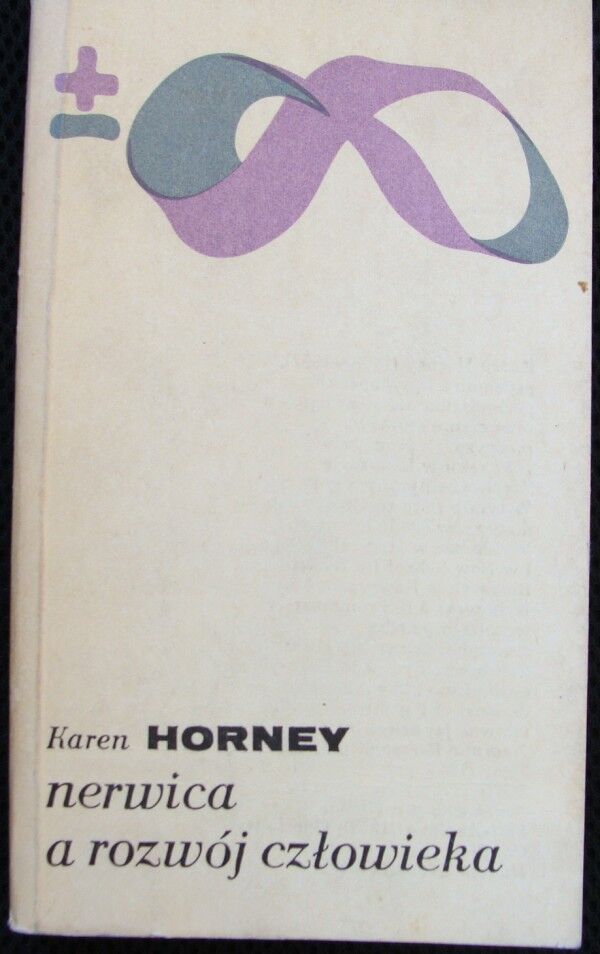 ± ∞
Karen HORNEY
nerwica
a rozwój człowieka